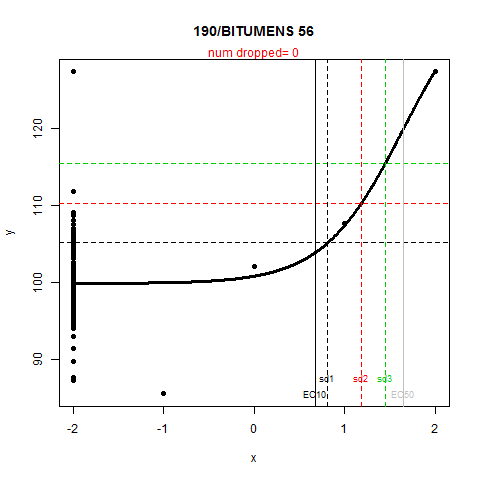 190/BITUMENS 56
num dropped= 0
120
110
100
90
y
sd1 sd2 sd3
EC10 EC50
-2 -1 0 1 2
x